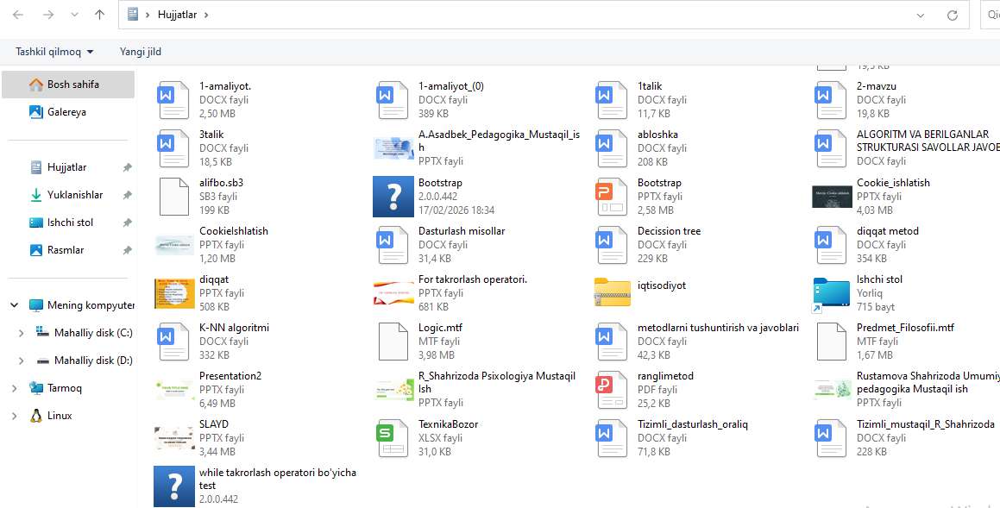 Hujjatlar
Tashkil qilmoq
Yangi jild
Bosh sahifa
Galereya
Hujjatlar
Yuklanishlar
Ishchi stol
Rasmlar
Mening kompyuter
Mahalliy disk (C:)
Mahalliy disk (D:)
Tarmoq
Linux
19,5 KB
1-amaliyot.
DOCX fayli
2,50 MB
1-amaliyot_(0)
DOCX fayli
389 KB
1talik
DOCX fayli
11,7 KB
2-mavzu
DOCX fayli
19,8 KB
3talik
DOCX fayli
18,5 KB
A.Asadbek_Pedagogika_Mustaqil_is
h
PPTX fayli
abloshka
DOCX fayli
208 KB
ALGORITM VA BERILGANLAR
STRUKTURASI SAVOLLAR JAVOB
DOCX fayli
alifbo.sb3
SB3 fayli
199 KB
Bootstrap
2.0.0.442
17/02/2026 18:34
Bootstrap
PPTX fayli
2,58 MB
Cookie_ishlatish
PPTX fayli
4,03 MB
CookieIshlatish
PPTX fayli
1,20 MB
Dasturlash misollar
DOCX fayli
31,4 KB
Decission tree
DOCX fayli
229 KB
diqqat metod
DOCX fayli
354 KB
diqqat
PPTX fayli
508 KB
For takrorlash operatori.
PPTX fayli
681 KB
iqtisodiyot
Ishchi stol
Yorliq
715 bayt
K-NN algoritmi
DOCX fayli
332 KB
Logic.mtf
MTF fayli
3,98 MB
metodlarni tushuntirish va javoblari
DOCX fayli
42,3 KB
Predmet_Filosofii.mtf
MTF fayli
1,67 MB
Presentation2
PPTX fayli
6,49 MB
R_Shahrizoda Psixologiya Mustaqil
Ish
PPTX fayli
ranglimetod
PDF fayli
25,2 KB
Rustamova Shahrizoda Umumiy
pedagogika Mustaqil ish
PPTX fayli
SLAYD
PPTX fayli
3,44 MB
TexnikaBozor
XLSX fayli
31,0 KB
Tizimli_dasturlash_oraliq
DOCX fayli
71,8 KB
Tizimli_mustaqil_R_Shahrizoda
DOCX fayli
228 KB
while takrorlash operatori bo'yicha
test
2.0.0.442